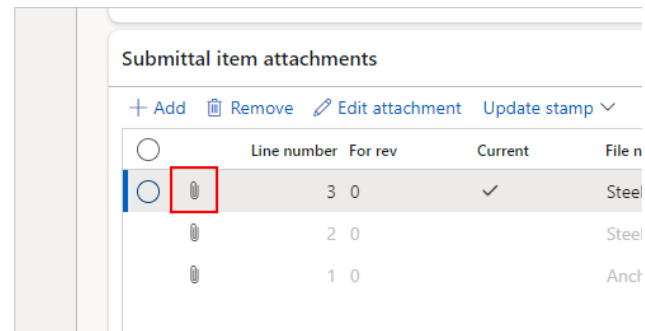 Submittal item attachments
Add Remove Edit attachment Update stamp
Line number For rev Current File n
3 0 Steel
2 0 Steel
1 0 Anch